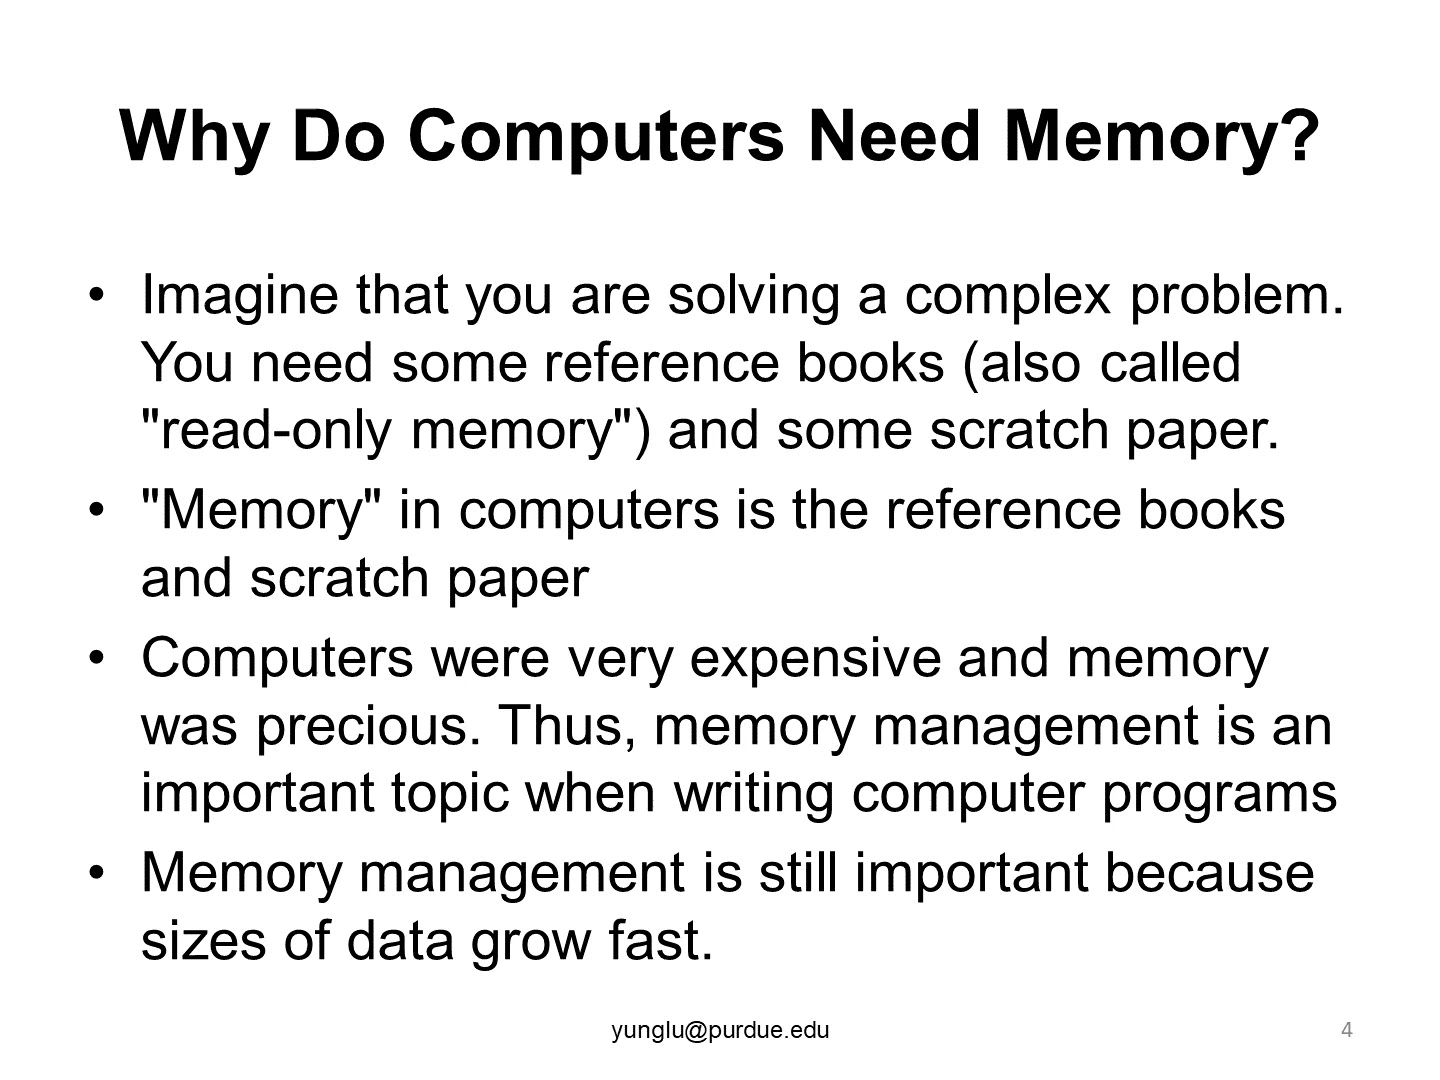 Why Do Computers Need Memory?
• Imagine that you are solving a complex problem.
You need some reference books (also called
"read-only memory") and some scratch paper.
• "Memory" in computers is the reference books
and scratch paper
• Computers were very expensive and memory
was precious. Thus, memory management is an
important topic when writing computer programs
• Memory management is still important because
sizes of data grow fast.
yunglu@purdue.edu
4